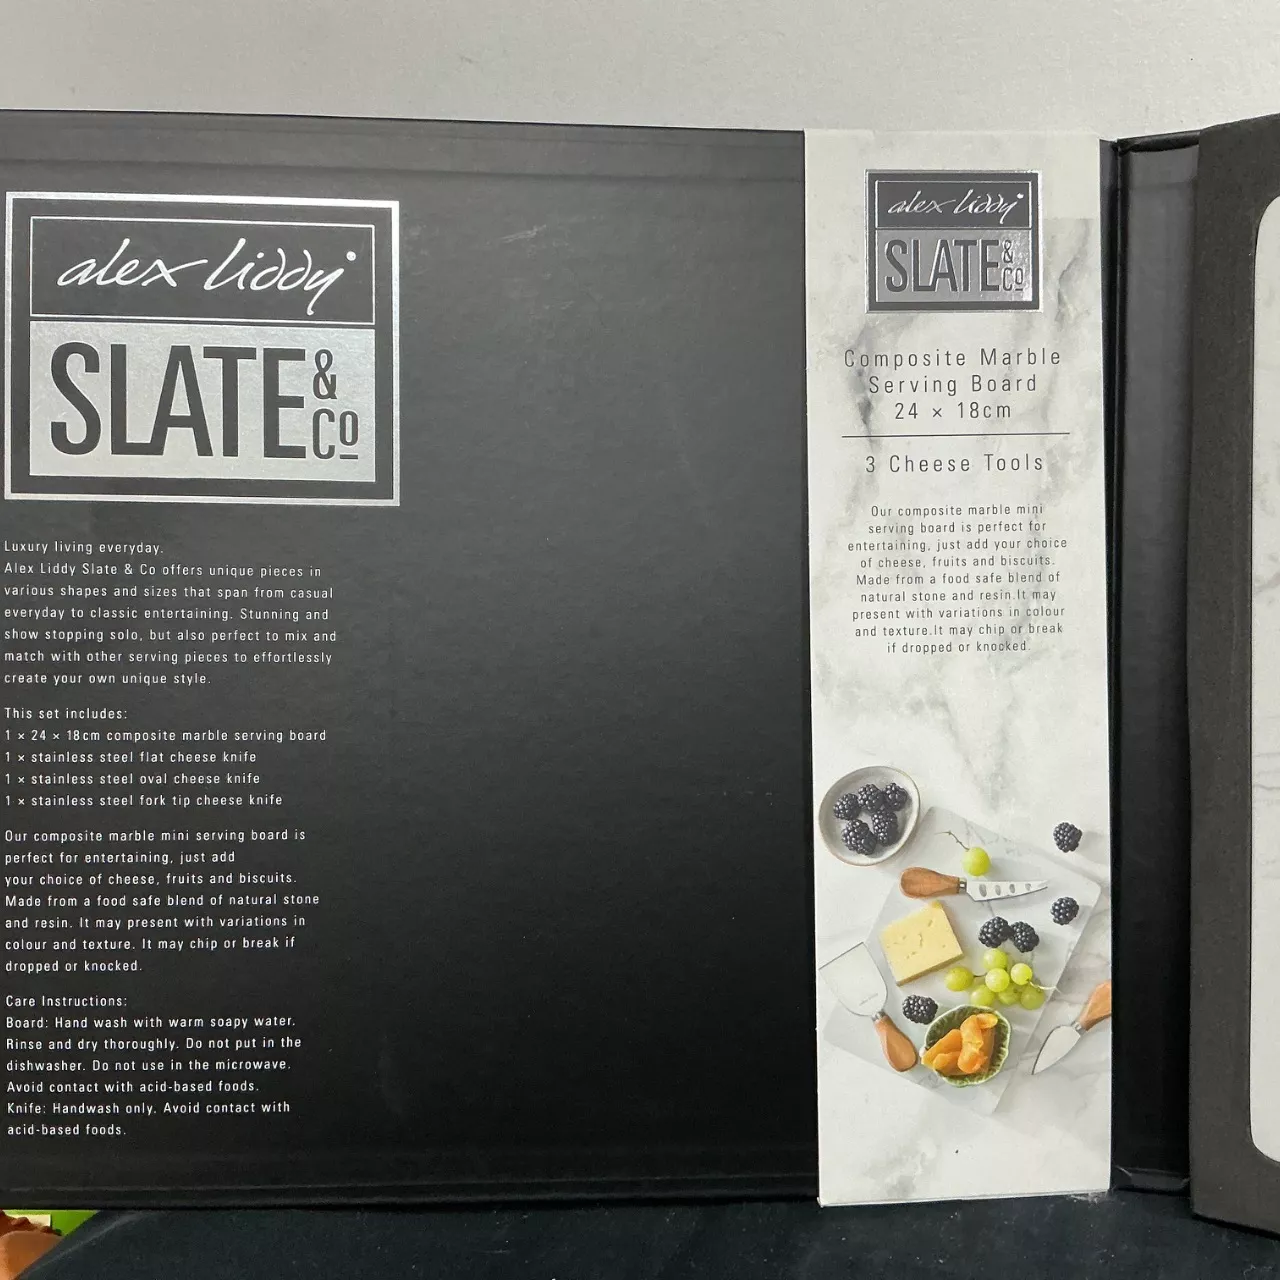 alex liddy
SLATE & Co
Luxury living everyday.
Alex Liddy Slate & Co offers unique pieces in
various shapes and sizes that span from casual
everyday to classic entertaining. Stunning and
show stopping solo, but also perfect to mix and
match with other serving pieces to effortlessly
create your own unique style.
This set includes:
1 × 24 × 18cm composite marble serving board
1 × stainless steel flat cheese knife
1 × stainless steel oval cheese knife
1 × stainless steel fork tip cheese knife
Our composite marble mini serving board is
perfect for entertaining, just add
your choice of cheese, fruits and biscuits.
Made from a food safe blend of natural stone
and resin. It may present with variations in
colour and texture. It may chip or break if
dropped or knocked.
Care Instructions:
Board: Hand wash with warm soapy water.
Rinse and dry thoroughly. Do not put in the
dishwasher. Do not use in the microwave.
Avoid contact with acid-based foods.
Knife: Handwash only. Avoid contact with
acid-based foods.
alex liddy
SLATE & Co
Composite Marble
Serving Board
24 × 18cm
3 Cheese Tools
Our composite marble mini
serving board is perfect for
entertaining, just add your choice
of cheese, fruits and biscuits.
Made from a food safe blend of
natural stone and resin.It may
present with variations in colour
and texture.It may chip or break
if dropped or knocked.